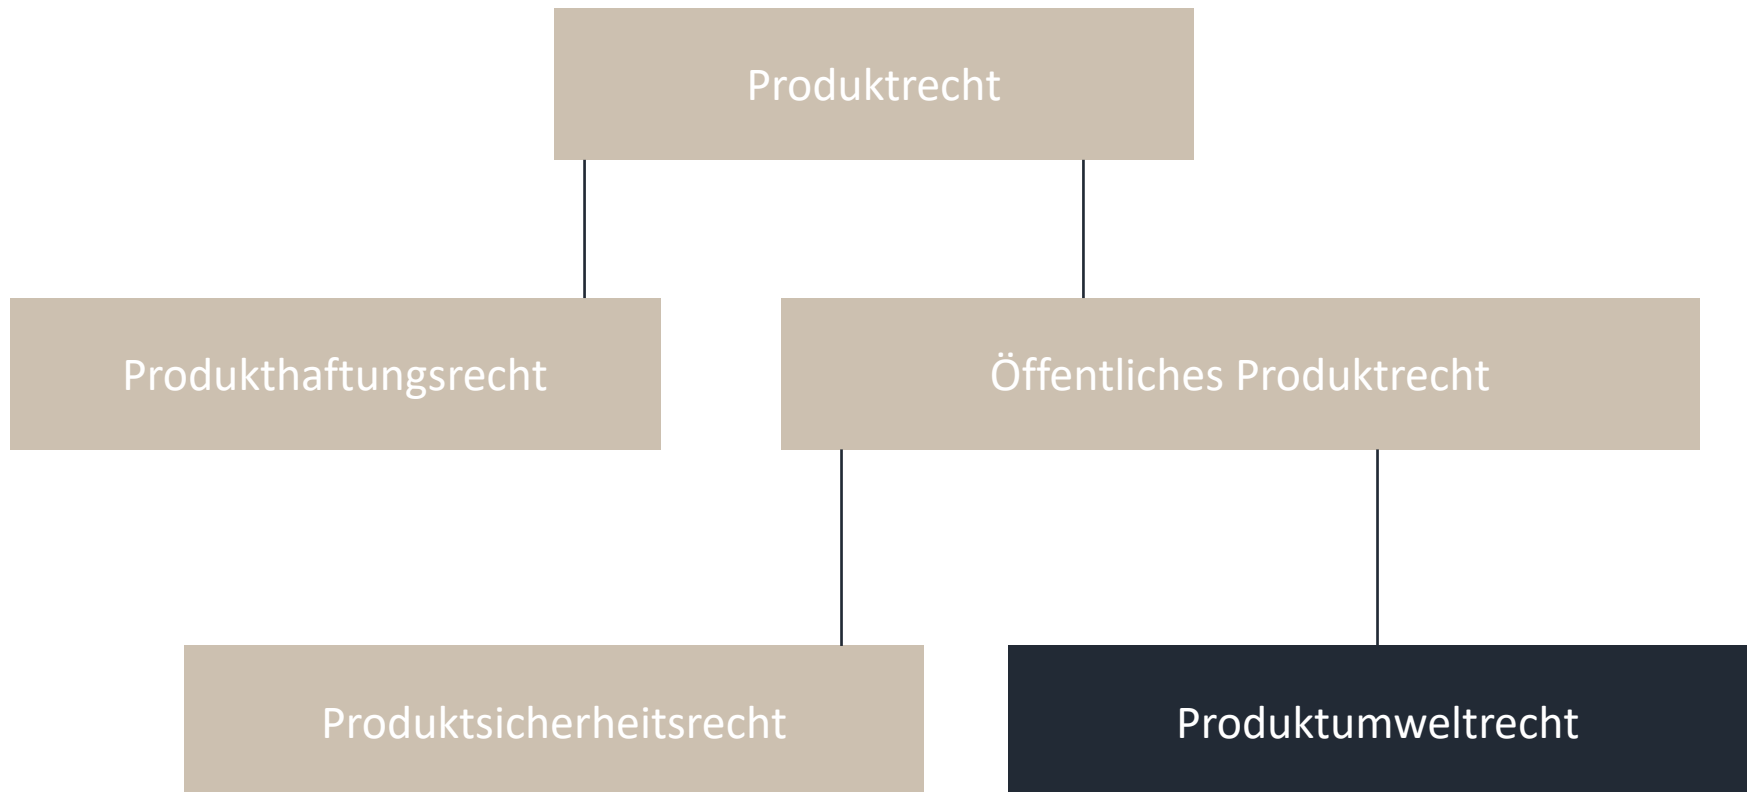 Produktrecht
Produkthaftungsrecht
Öffentliches Produktrecht
Produktsicherheitsrecht
Produktumweltrecht